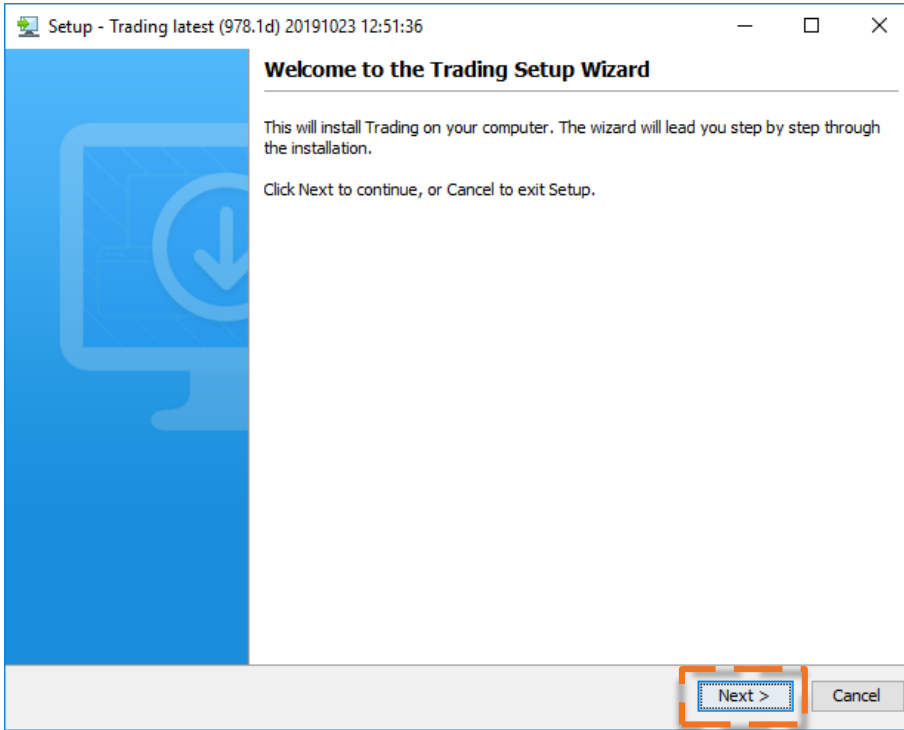 Setup - Trading latest (978.1d) 20191023 12:51:36
Welcome to the Trading Setup Wizard
This will install Trading on your computer. The wizard will lead you step by step through
the installation.
Click Next to continue, or Cancel to exit Setup.
Next >
Cancel